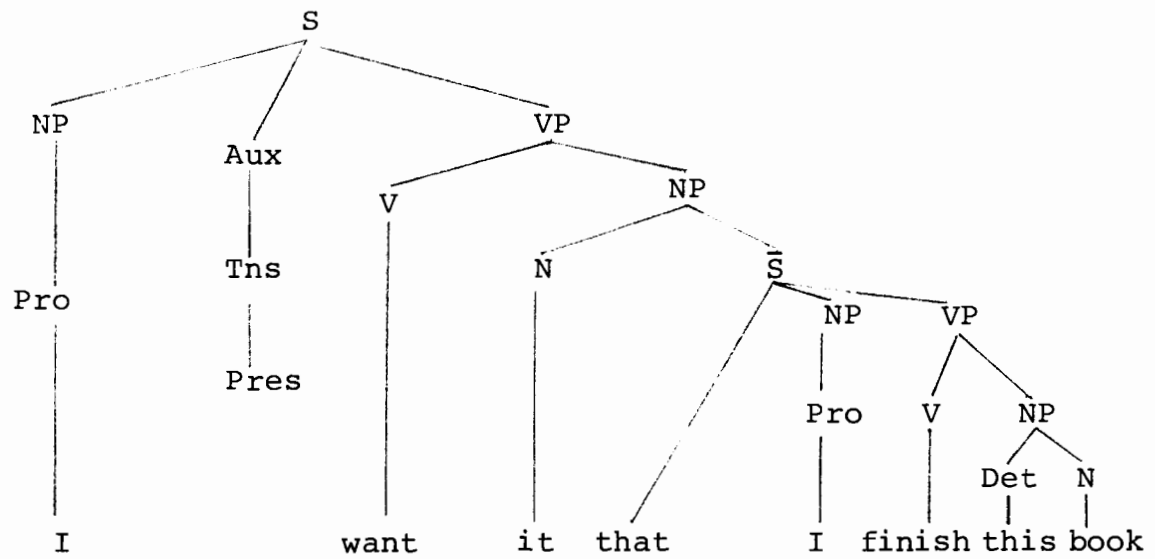 S
NP Aux VP
V NP
Pro Tns N S̅
NP VP
Pres Pro V NP
Det N
I want it that I finish this book